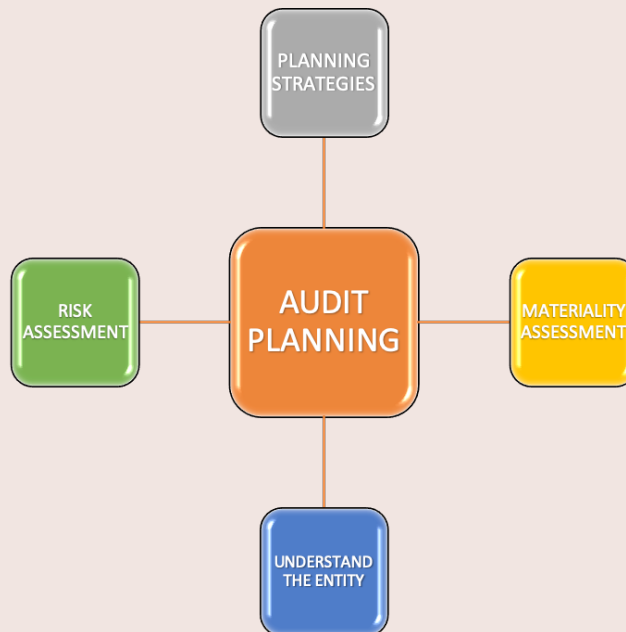 PLANNING
STRATEGIES
RISK
ASSESSMENT
AUDIT
PLANNING
MATERIALITY
ASSESSMENT
UNDERSTAND
THE ENTITY